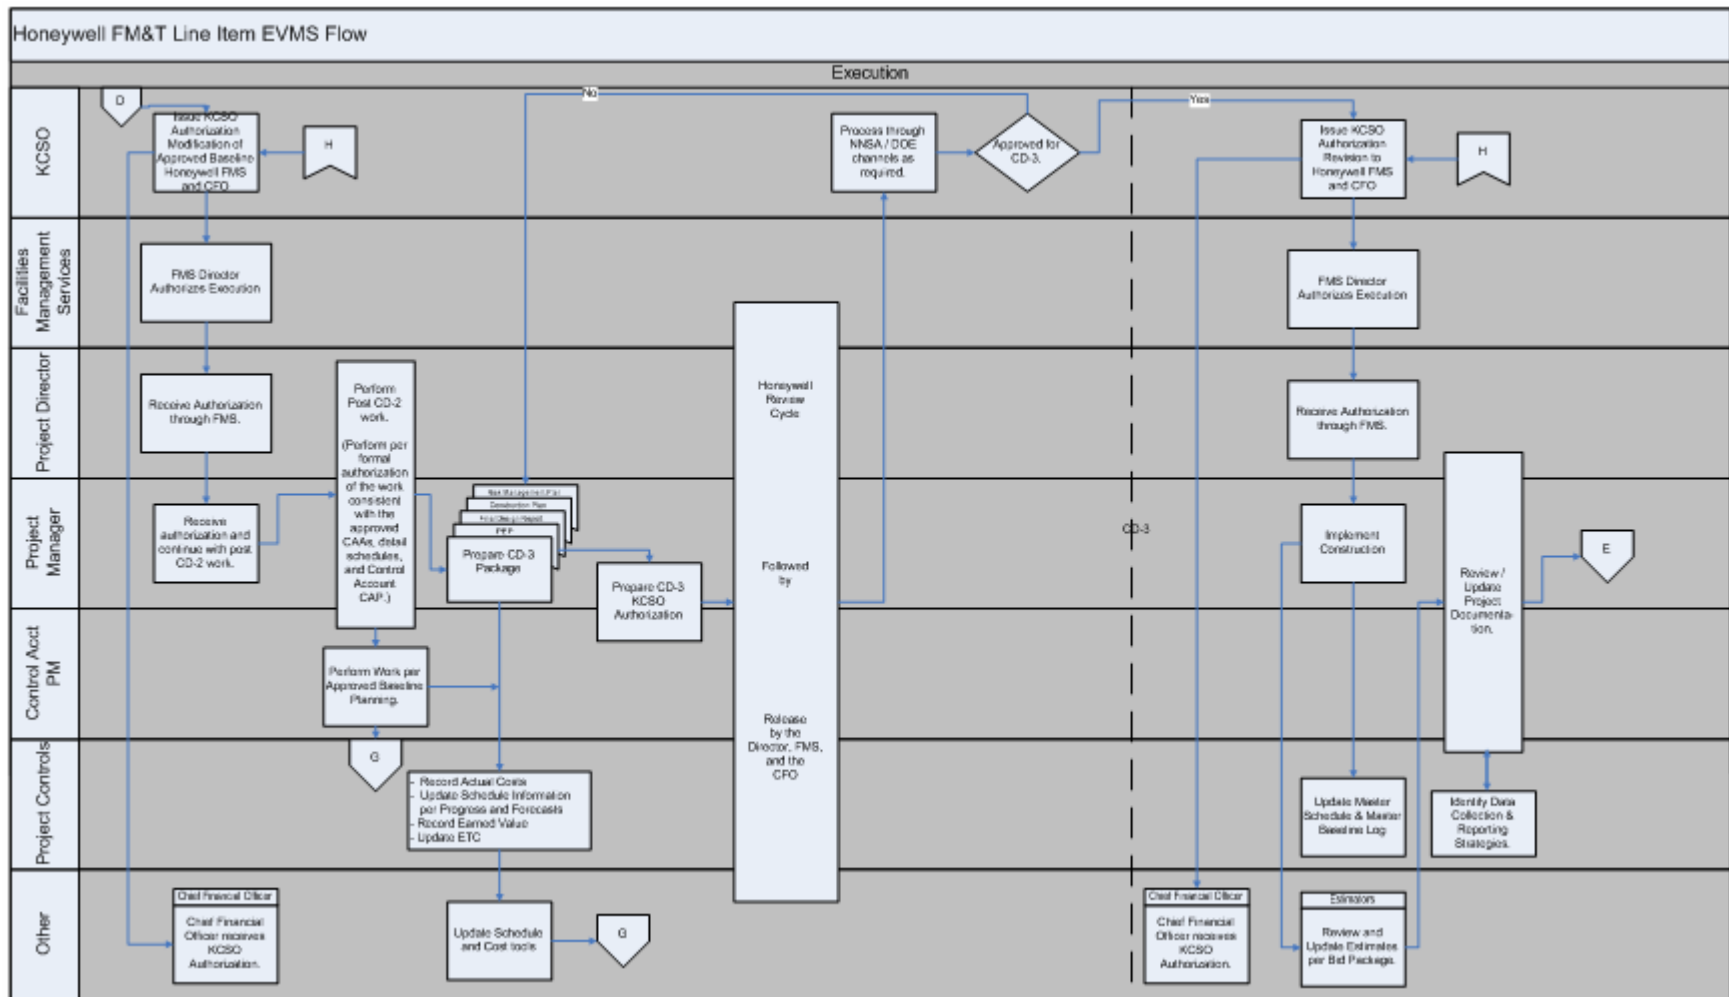 Honeywell FM&T Line Item EVMS Flow
Execution
KCSO
D
Issue KCSO
Authorization
Modification of
Approved Baseline
Honeywell FMS
and CFO
H
No
Process through
NNSA / DOE
channels as
required.
Approved for
CD-3.
Yes
Issue KCSO
Authorization
Revision to
Honeywell FMS
and CFO
H
Facilities
Management
Services
FMS Director
Authorizes Execution
FMS Director
Authorizes Execution
Project Director
Receive Authorization
through FMS.
Perform
Post CD-2
work.
(Perform per
formal
authorization
of the work
consistent
with the
approved
CAAs, detail
schedules,
and Control
Account
CAP.)
Honeywell
Review
Cycle
Followed
by
Release
by the
Director, FMS,
and the
CFO
Receive Authorization
through FMS.
Project
Manager
Receive
authorization and
continue with post
CD-2 work.
Risk Management Plan
Construction Plan
Final Design Report
PEP
Prepare CD-3
Package
Prepare CD-3
KCSO
Authorization
CD-3
Implement
Construction
Review /
Update
Project
Documenta-
tion.
E
Control Acct
PM
Perform Work per
Approved Baseline
Planning.
Project Controls
G
- Record Actual Costs
- Update Schedule Information
per Progress and Forecasts
- Record Earned Value
- Update ETC
Update Master
Schedule & Master
Baseline Log
Identify Data
Collection &
Reporting
Strategies.
Other
Chief Financial Officer
Chief Financial
Officer receives
KCSO
Authorization.
Update Schedule
and Cost tools
G
Chief Financial Officer
Chief Financial
Officer receives
KCSO
Authorization.
Estimators
Review and
Update Estimates
per Bid Package.